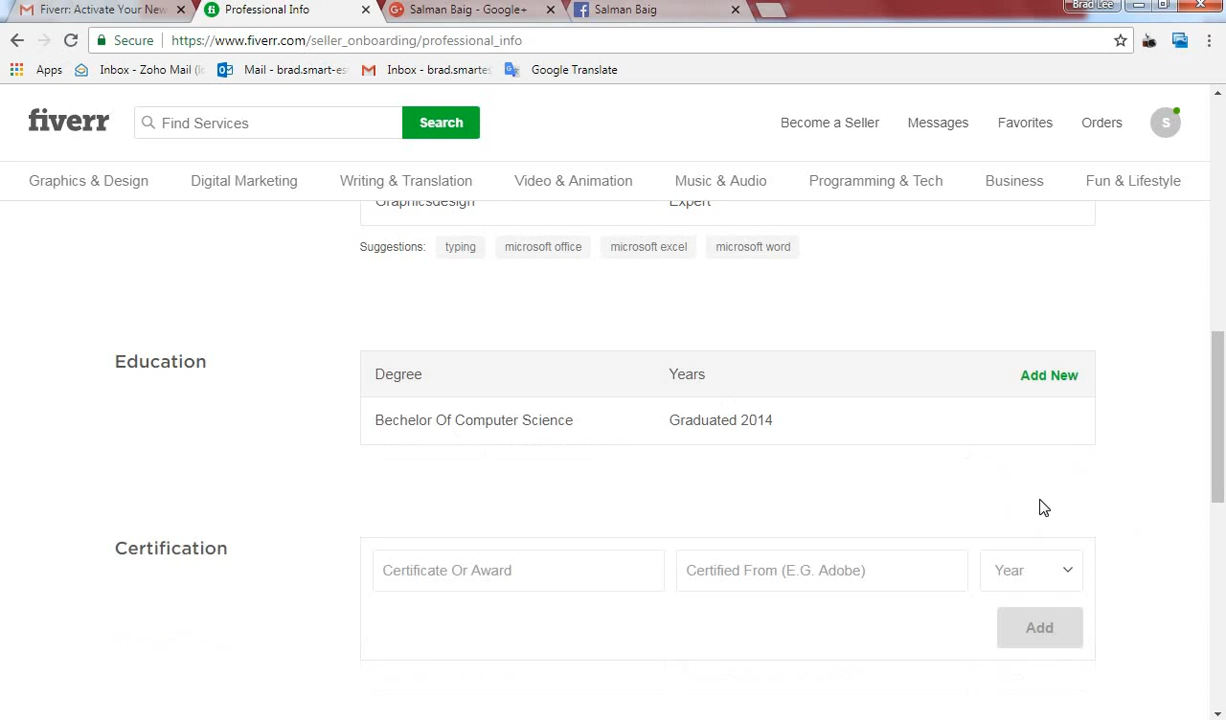 Fiverr: Activate Your New
Professional Info
Salman Baig - Google+
Salman Baig
Brad Lee
Secure
https://www.fiverr.com/seller_onboarding/professional_info
Apps
Inbox - Zoho Mail (ic
Mail - brad.smart-es
Inbox - brad.smartes
Google Translate
fiverr
Find Services
Search
Become a Seller
Messages
Favorites
Orders
S
Graphics & Design
Digital Marketing
Writing & Translation
Video & Animation
Music & Audio
Programming & Tech
Business
Fun & Lifestyle
Graphicsdesign
Expert
Suggestions:
typing
microsoft office
microsoft excel
microsoft word
Education
Degree
Years
Add New
Bechelor Of Computer Science
Graduated 2014
Certification
Certificate Or Award
Certified From (E.G. Adobe)
Year
Add